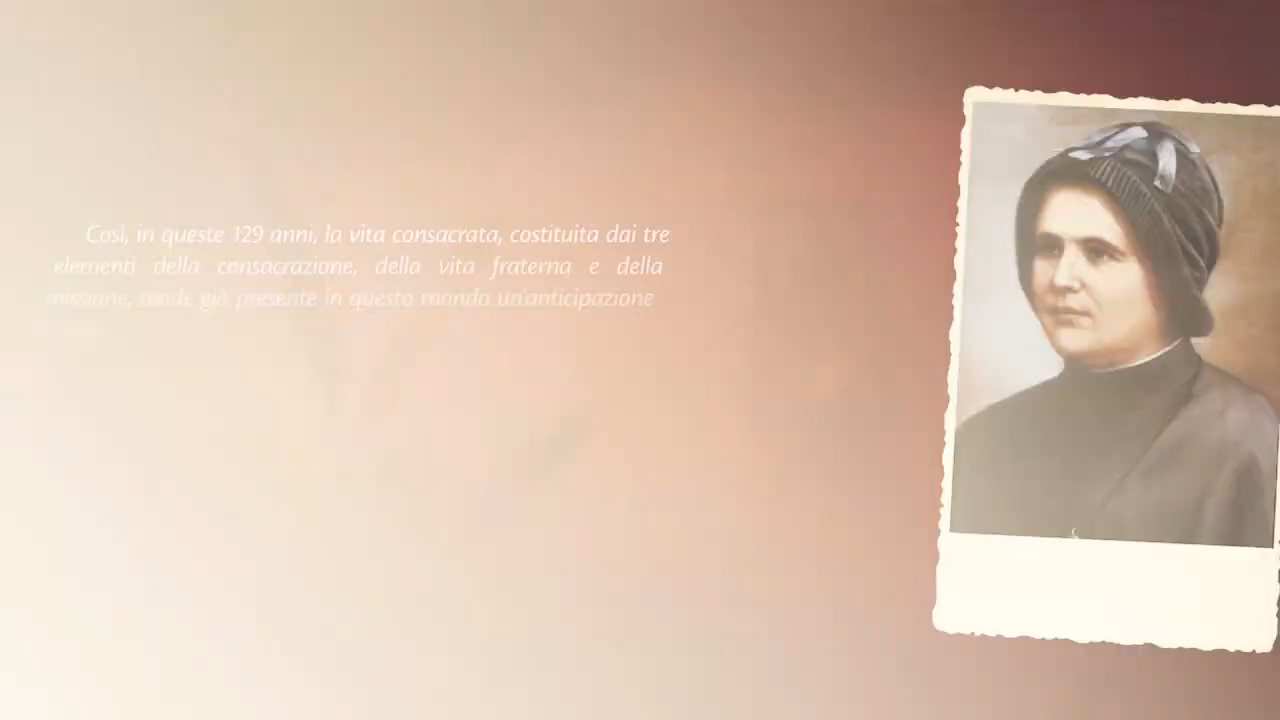 Così, in queste 129 anni, la vita consacrata, costituita dai tre
elementi della consacrazione, della vita fraterna e della
missione, rende già presente in questo mondo un'anticipazione